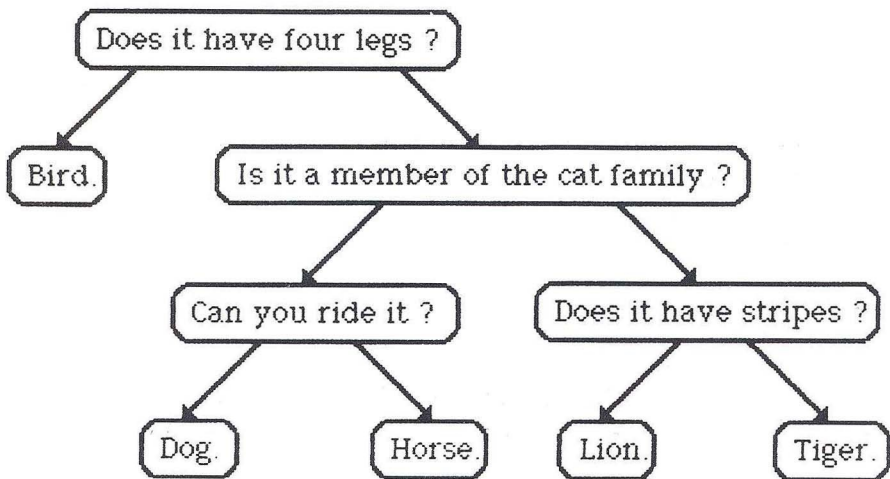 Does it have four legs ?
Bird.
Is it a member of the cat family ?
Can you ride it ?
Does it have stripes ?
Dog.
Horse.
Lion.
Tiger.